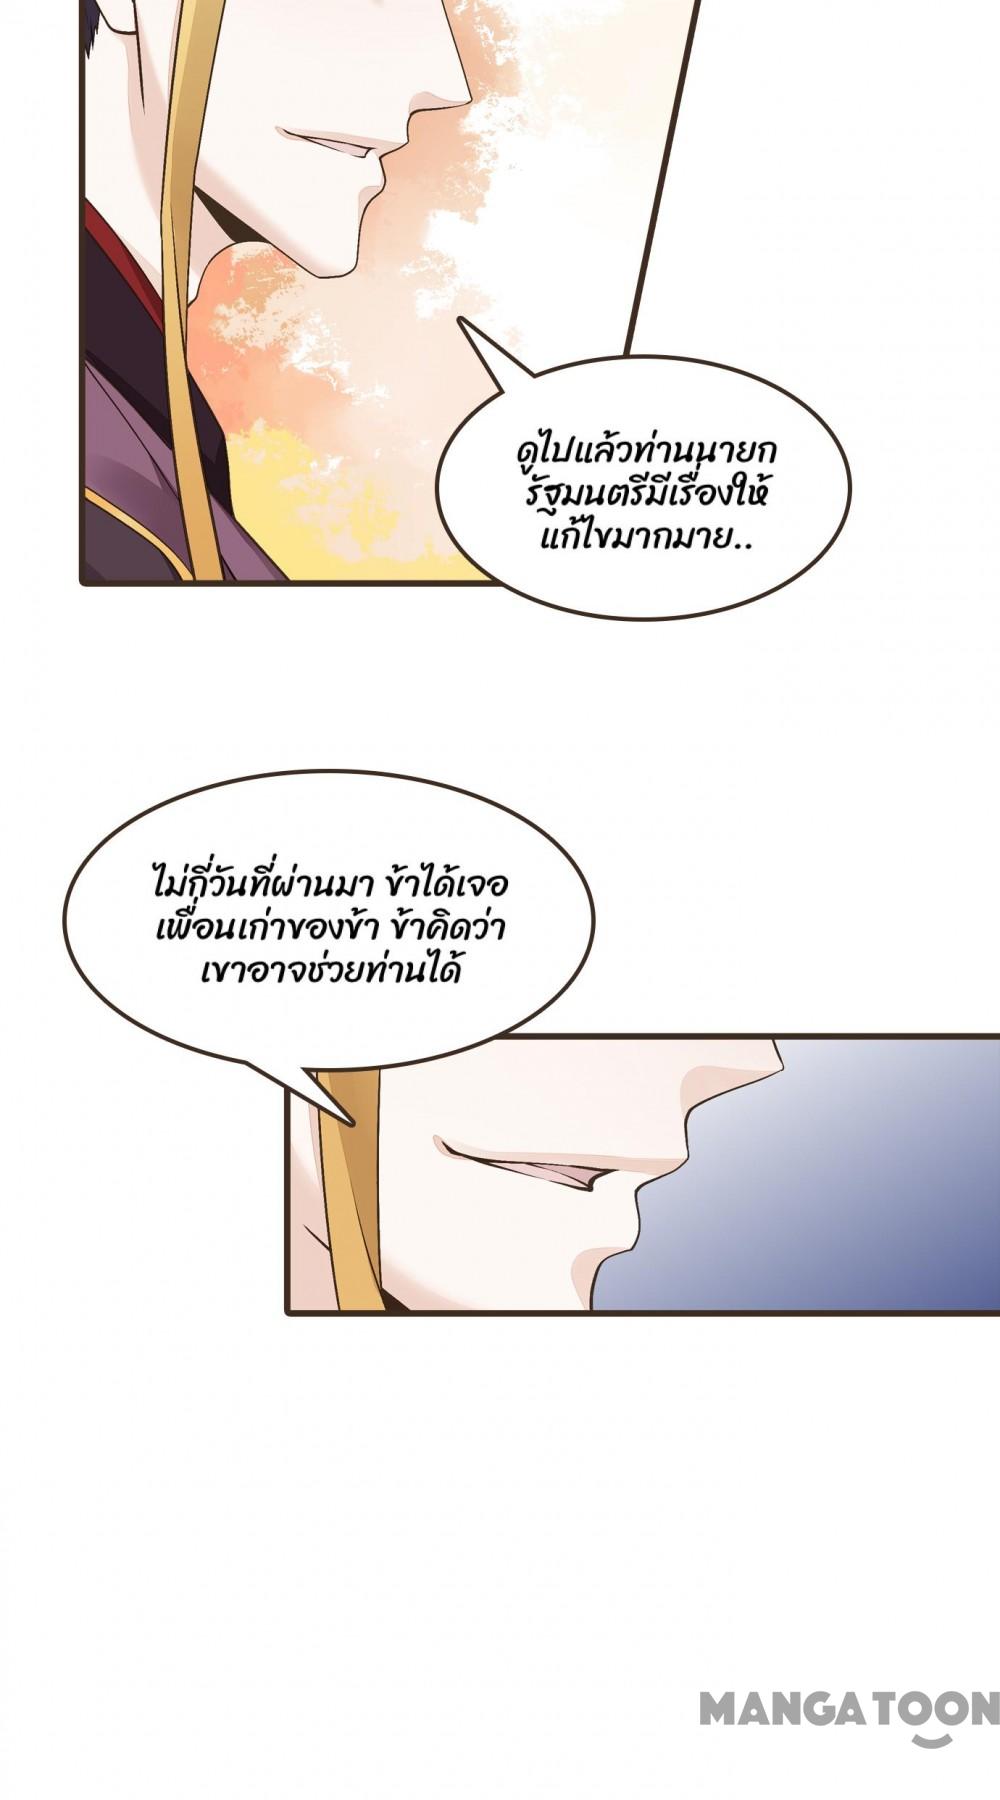 ดูไปแล้วท่านนายก
รัฐมนตรีมีเรื่องให้
แก้ไขมากมาย..
ไม่กี่วันที่ผ่านมา ข้าได้เจอ
เพื่อนเก่าของข้า ข้าคิดว่า
เขาอาจช่วยท่านได้
MANGATOON